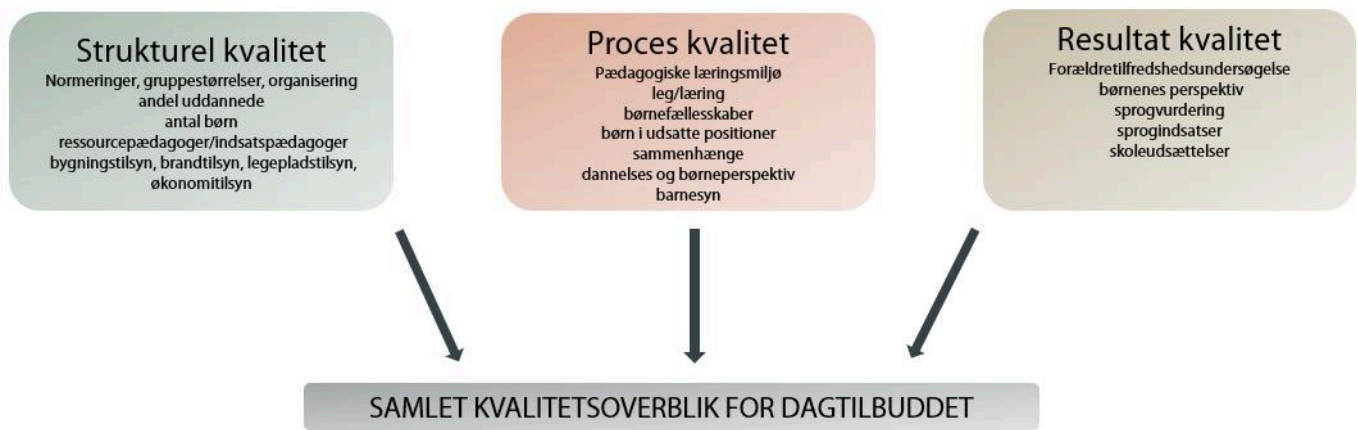 Strukturel kvalitet
Normeringer, gruppestørrelser, organisering
andel uddannede
antal børn
ressourcepædagoger/indsatspædagoger
bygningstilsyn, brandtilsyn, legepladstilsyn,
økonomitilsyn
Proces kvalitet
Pædagogiske læringsmiljø
leg/læring
børnefællesskaber
børn i udsatte positioner
sammenhænge
dannelses og børneperspektiv
barnesyn
Resultat kvalitet
Forældretilfredshedsundersøgelse
børnenes perspektiv
sprogvurdering
sprogindsatser
skoleudsættelser
SAMLET KVALITETSOVERBLIK FOR DAGTILBUDDET